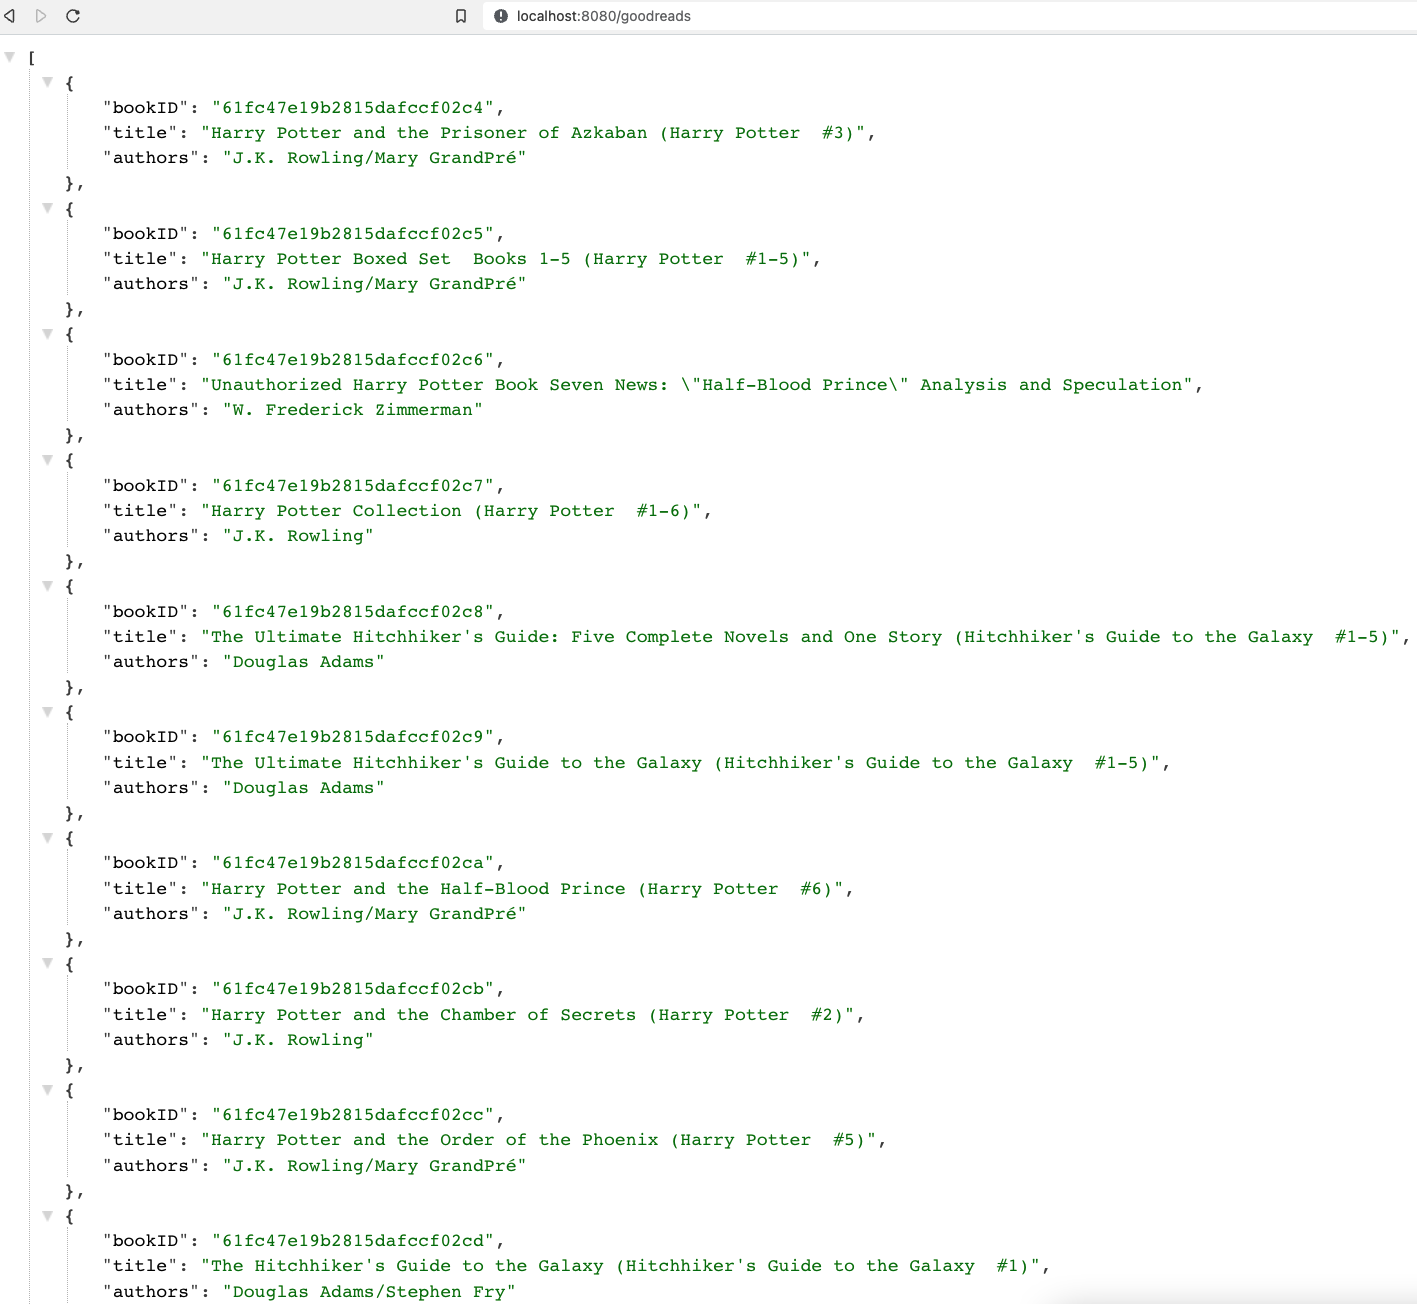 localhost:8080/goodreads
[
{
"bookID": "61fc47e19b2815dafccf02c4",
"title": "Harry Potter and the Prisoner of Azkaban (Harry Potter  #3)",
"authors": "J.K. Rowling/Mary GrandPré"
},
{
"bookID": "61fc47e19b2815dafccf02c5",
"title": "Harry Potter Boxed Set  Books 1-5 (Harry Potter  #1-5)",
"authors": "J.K. Rowling/Mary GrandPré"
},
{
"bookID": "61fc47e19b2815dafccf02c6",
"title": "Unauthorized Harry Potter Book Seven News: \"Half-Blood Prince\" Analysis and Speculation",
"authors": "W. Frederick Zimmerman"
},
{
"bookID": "61fc47e19b2815dafccf02c7",
"title": "Harry Potter Collection (Harry Potter  #1-6)",
"authors": "J.K. Rowling"
},
{
"bookID": "61fc47e19b2815dafccf02c8",
"title": "The Ultimate Hitchhiker's Guide: Five Complete Novels and One Story (Hitchhiker's Guide to the Galaxy  #1-5)",
"authors": "Douglas Adams"
},
{
"bookID": "61fc47e19b2815dafccf02c9",
"title": "The Ultimate Hitchhiker's Guide to the Galaxy (Hitchhiker's Guide to the Galaxy  #1-5)",
"authors": "Douglas Adams"
},
{
"bookID": "61fc47e19b2815dafccf02ca",
"title": "Harry Potter and the Half-Blood Prince (Harry Potter  #6)",
"authors": "J.K. Rowling/Mary GrandPré"
},
{
"bookID": "61fc47e19b2815dafccf02cb",
"title": "Harry Potter and the Chamber of Secrets (Harry Potter  #2)",
"authors": "J.K. Rowling"
},
{
"bookID": "61fc47e19b2815dafccf02cc",
"title": "Harry Potter and the Order of the Phoenix (Harry Potter  #5)",
"authors": "J.K. Rowling/Mary GrandPré"
},
{
"bookID": "61fc47e19b2815dafccf02cd",
"title": "The Hitchhiker's Guide to the Galaxy (Hitchhiker's Guide to the Galaxy  #1)",
"authors": "Douglas Adams/Stephen Fry"